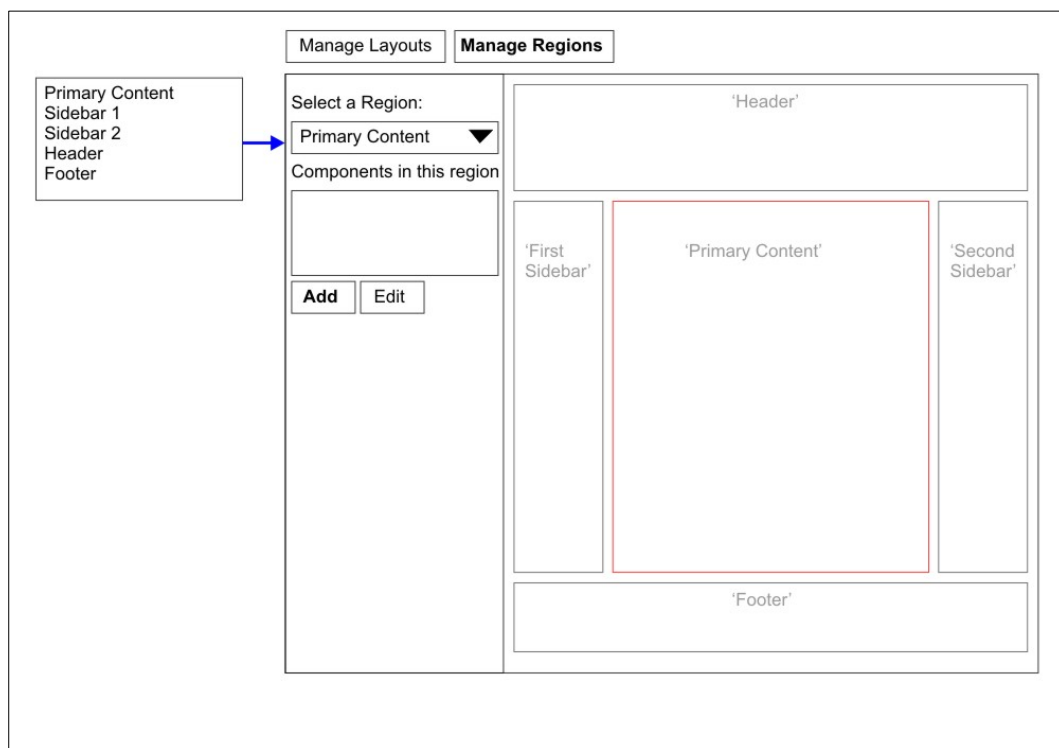 Manage Layouts
Manage Regions
Primary Content
Sidebar 1
Sidebar 2
Header
Footer
Select a Region:
Primary Content
Components in this region
Add
Edit
‘Header’
‘First
Sidebar’
‘Primary Content’
‘Second
Sidebar’
‘Footer’